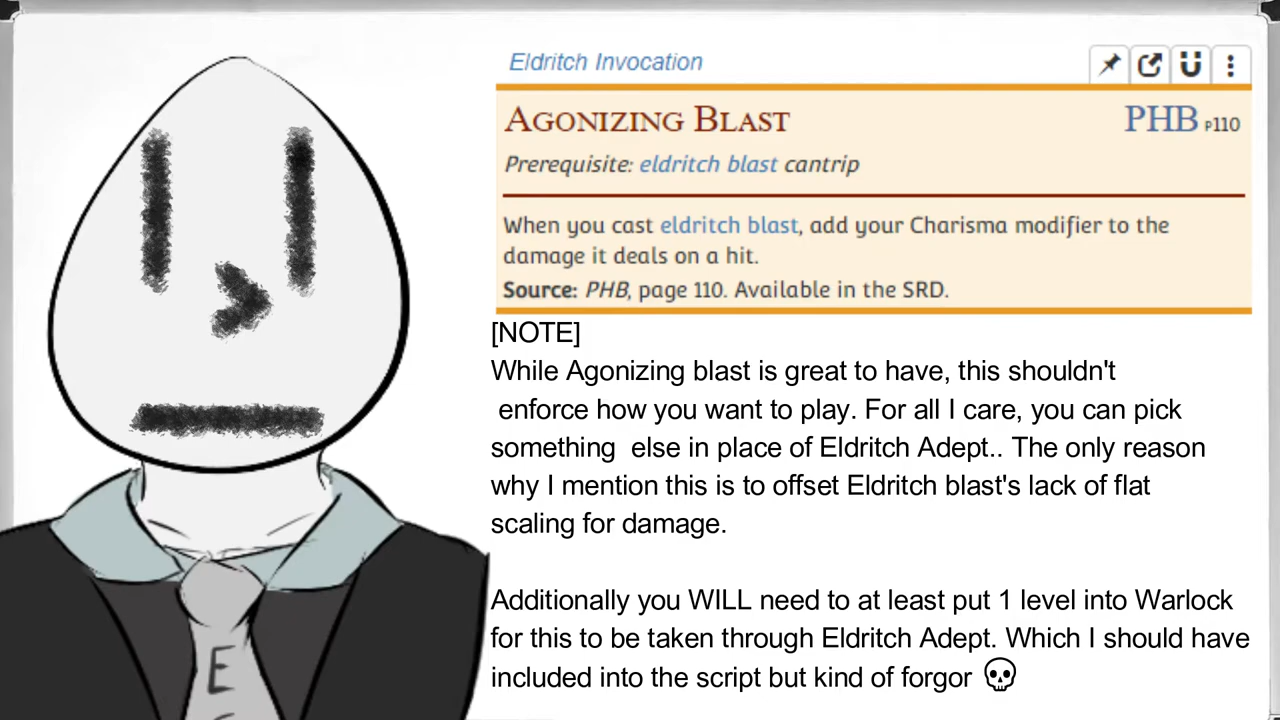 Eldritch Invocation
AGONIZING BLAST
PHB P110
Prerequisite: eldritch blast cantrip
When you cast eldritch blast, add your Charisma modifier to the
damage it deals on a hit.
Source: PHB, page 110. Available in the SRD.
[NOTE]
While Agonizing blast is great to have, this shouldn't
enforce how you want to play. For all I care, you can pick
something else in place of Eldritch Adept.. The only reason
why I mention this is to offset Eldritch blast's lack of flat
scaling for damage.
Additionally you WILL need to at least put 1 level into Warlock
for this to be taken through Eldritch Adept. Which I should have
included into the script but kind of forgor 💀
E